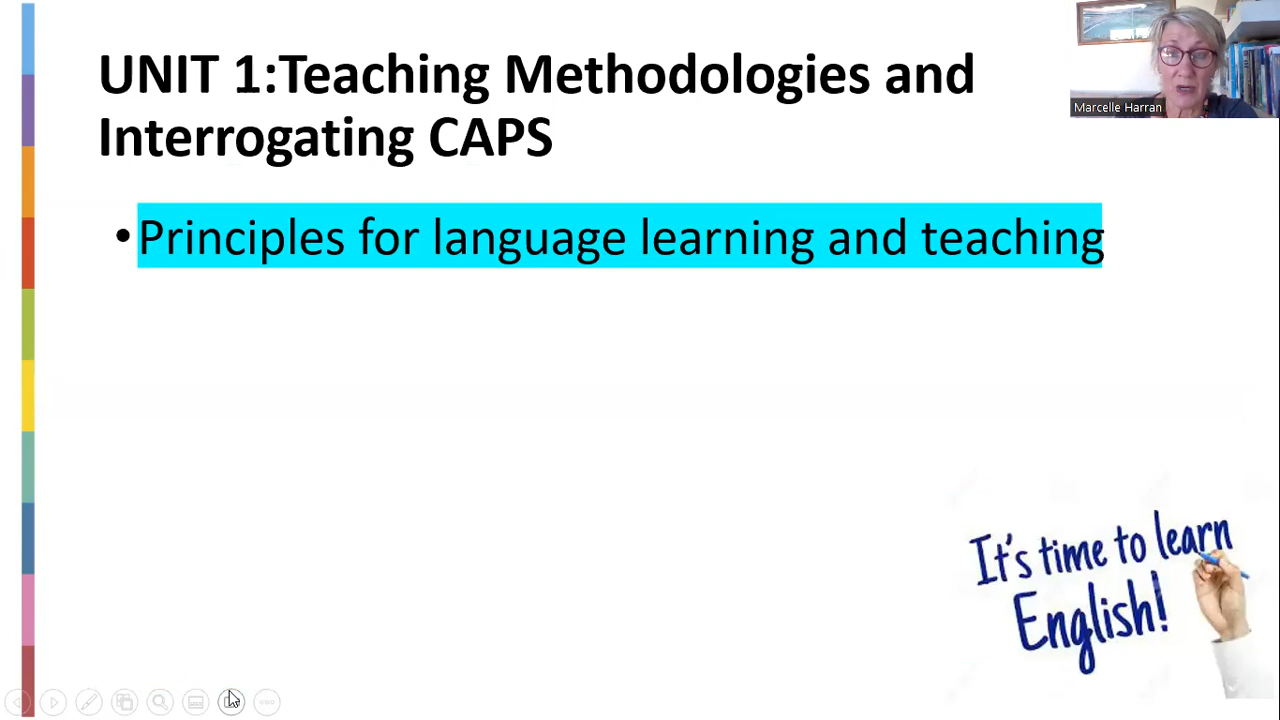 UNIT 1:Teaching Methodologies and
Interrogating CAPS
Marcelle Harran
•Principles for language learning and teaching
It's time to learn
English!